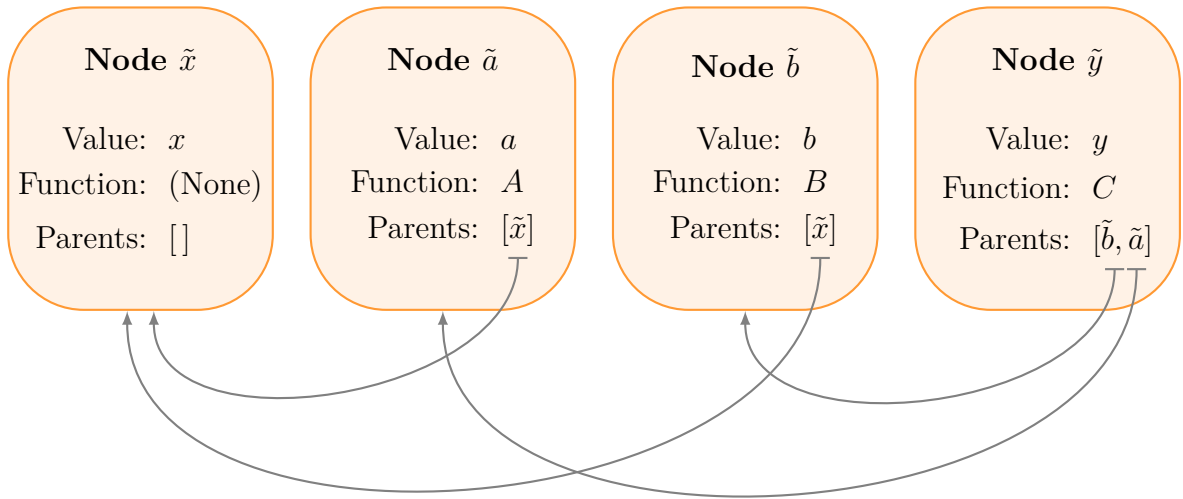 Node x̃
Value: x
Function: (None)
Parents: [ ]
Node ã
Value: a
Function: A
Parents: [x̃]
Node b̃
Value: b
Function: B
Parents: [x̃]
Node ỹ
Value: y
Function: C
Parents: [b̃, ã]